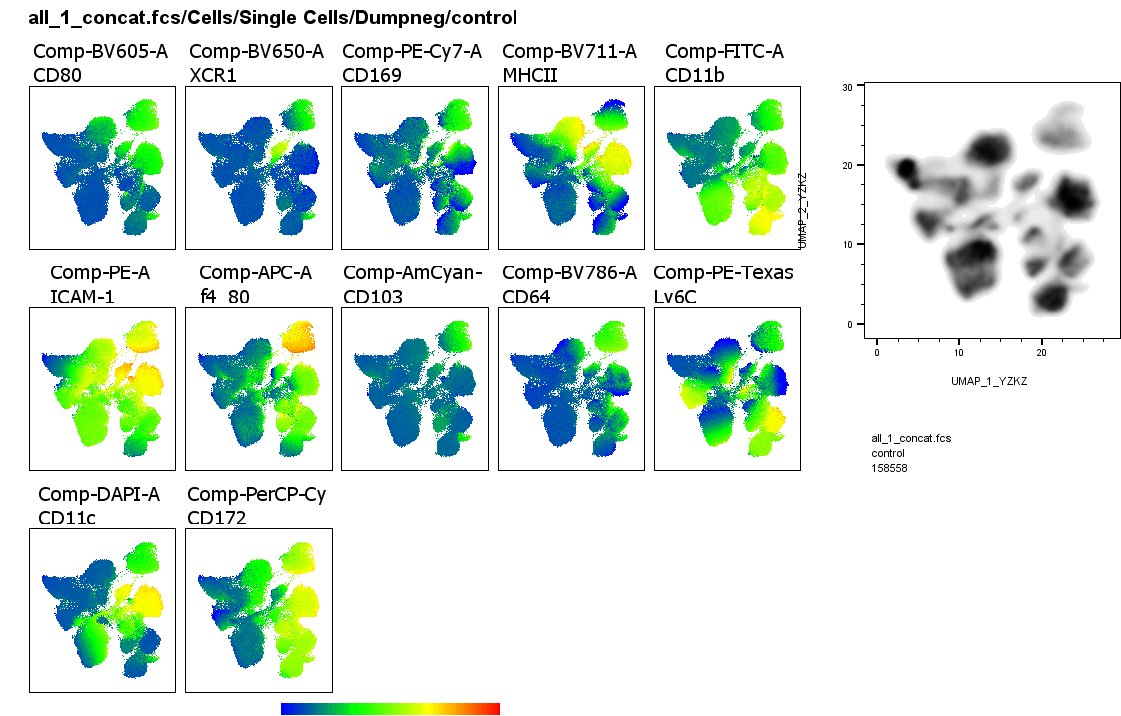 all_1_concat.fcs/Cells/Single Cells/Dumpneg/control
Comp-BV605-A
CD80
Comp-BV650-A
XCR1
Comp-PE-Cy7-A
CD169
Comp-BV711-A
MHCII
Comp-FITC-A
CD11b
Comp-PE-A
ICAM-1
Comp-APC-A
f4_80
Comp-AmCyan-
CD103
Comp-BV786-A
CD64
Comp-PE-Texas
Ly6C
Comp-DAPI-A
CD11c
Comp-PerCP-Cy
CD172
UMAP_2_YZKZ
30
20
10
0
0
10
20
UMAP_1_YZKZ
all_1_concat.fcs
control
158558